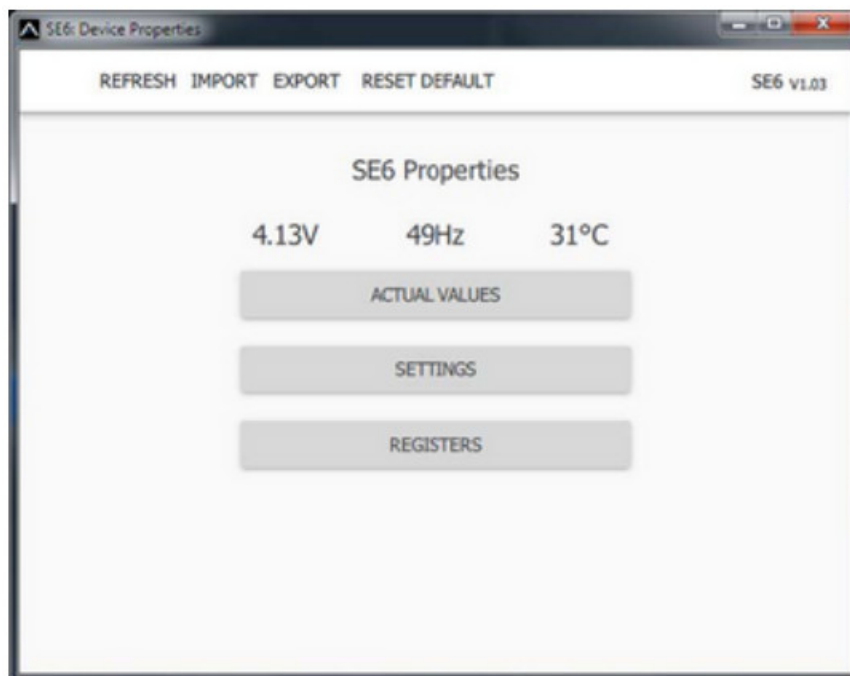 SE6: Device Properties
REFRESH IMPORT EXPORT RESET DEFAULT SE6 V1.03
SE6 Properties
4.13V 49Hz 31°C
ACTUAL VALUES
SETTINGS
REGISTERS